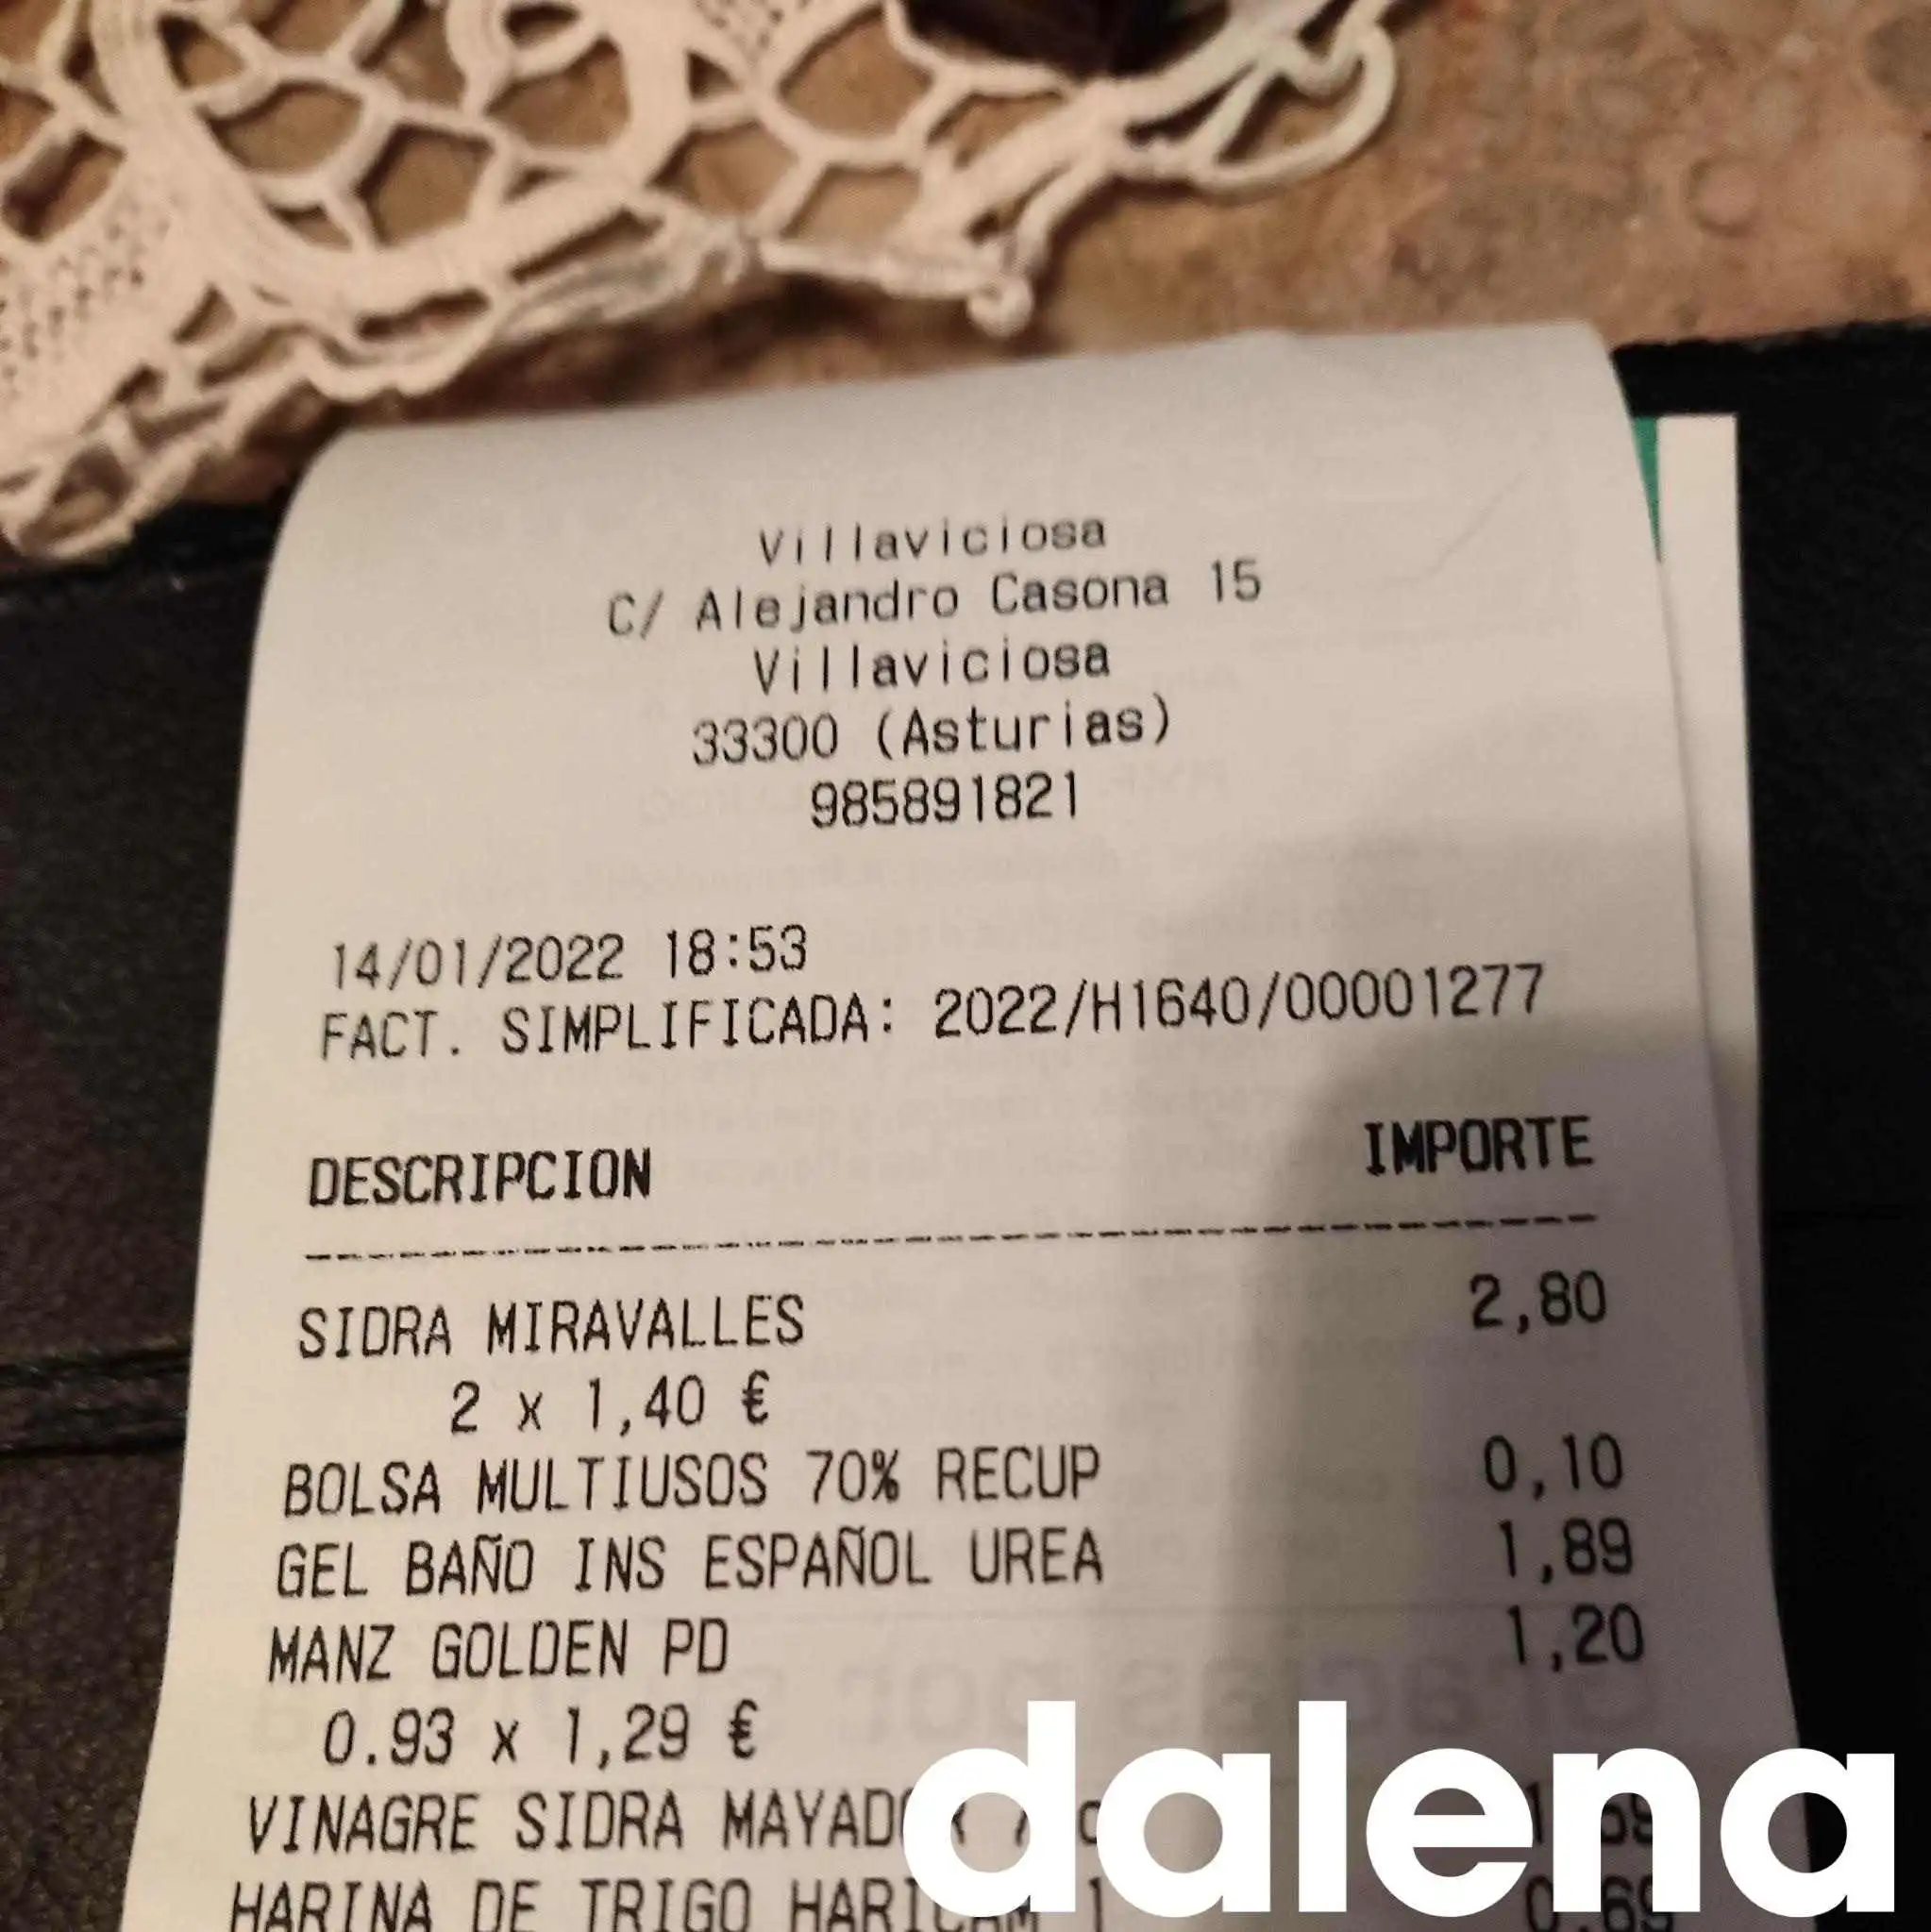 Villaviciosa
C/ Alejandro Casona 15
Villaviciosa
33300 (Asturias)
985891821
14/01/2022 18:53
FACT. SIMPLIFICADA: 2022/H1640/00001277
DESCRIPCION IMPORTE
SIDRA MIRAVALLES 2,80
2 x 1,40 €
BOLSA MULTIUSOS 70% RECUP 0,10
GEL BAÑO INS ESPAÑOL UREA 1,89
MANZ GOLDEN PD 1,20
0.93 x 1,29 €
VINAGRE SIDRA
HARINA DE TRIGO 0,69
dalena